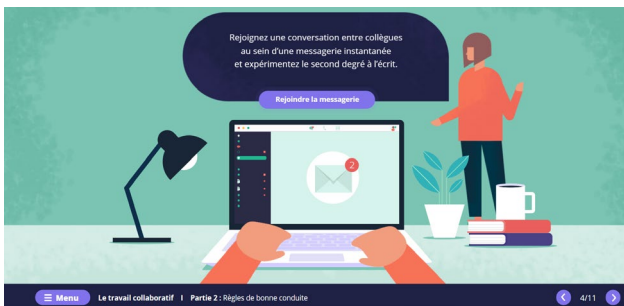 Rejoignez une conversation entre collègues
au sein d'une messagerie instantanée
et expérimentez le second degré à l'écrit.
Rejoindre la messagerie
2
Menu
Le travail collaboratif I Partie 2 : Règles de bonne conduite
4/11